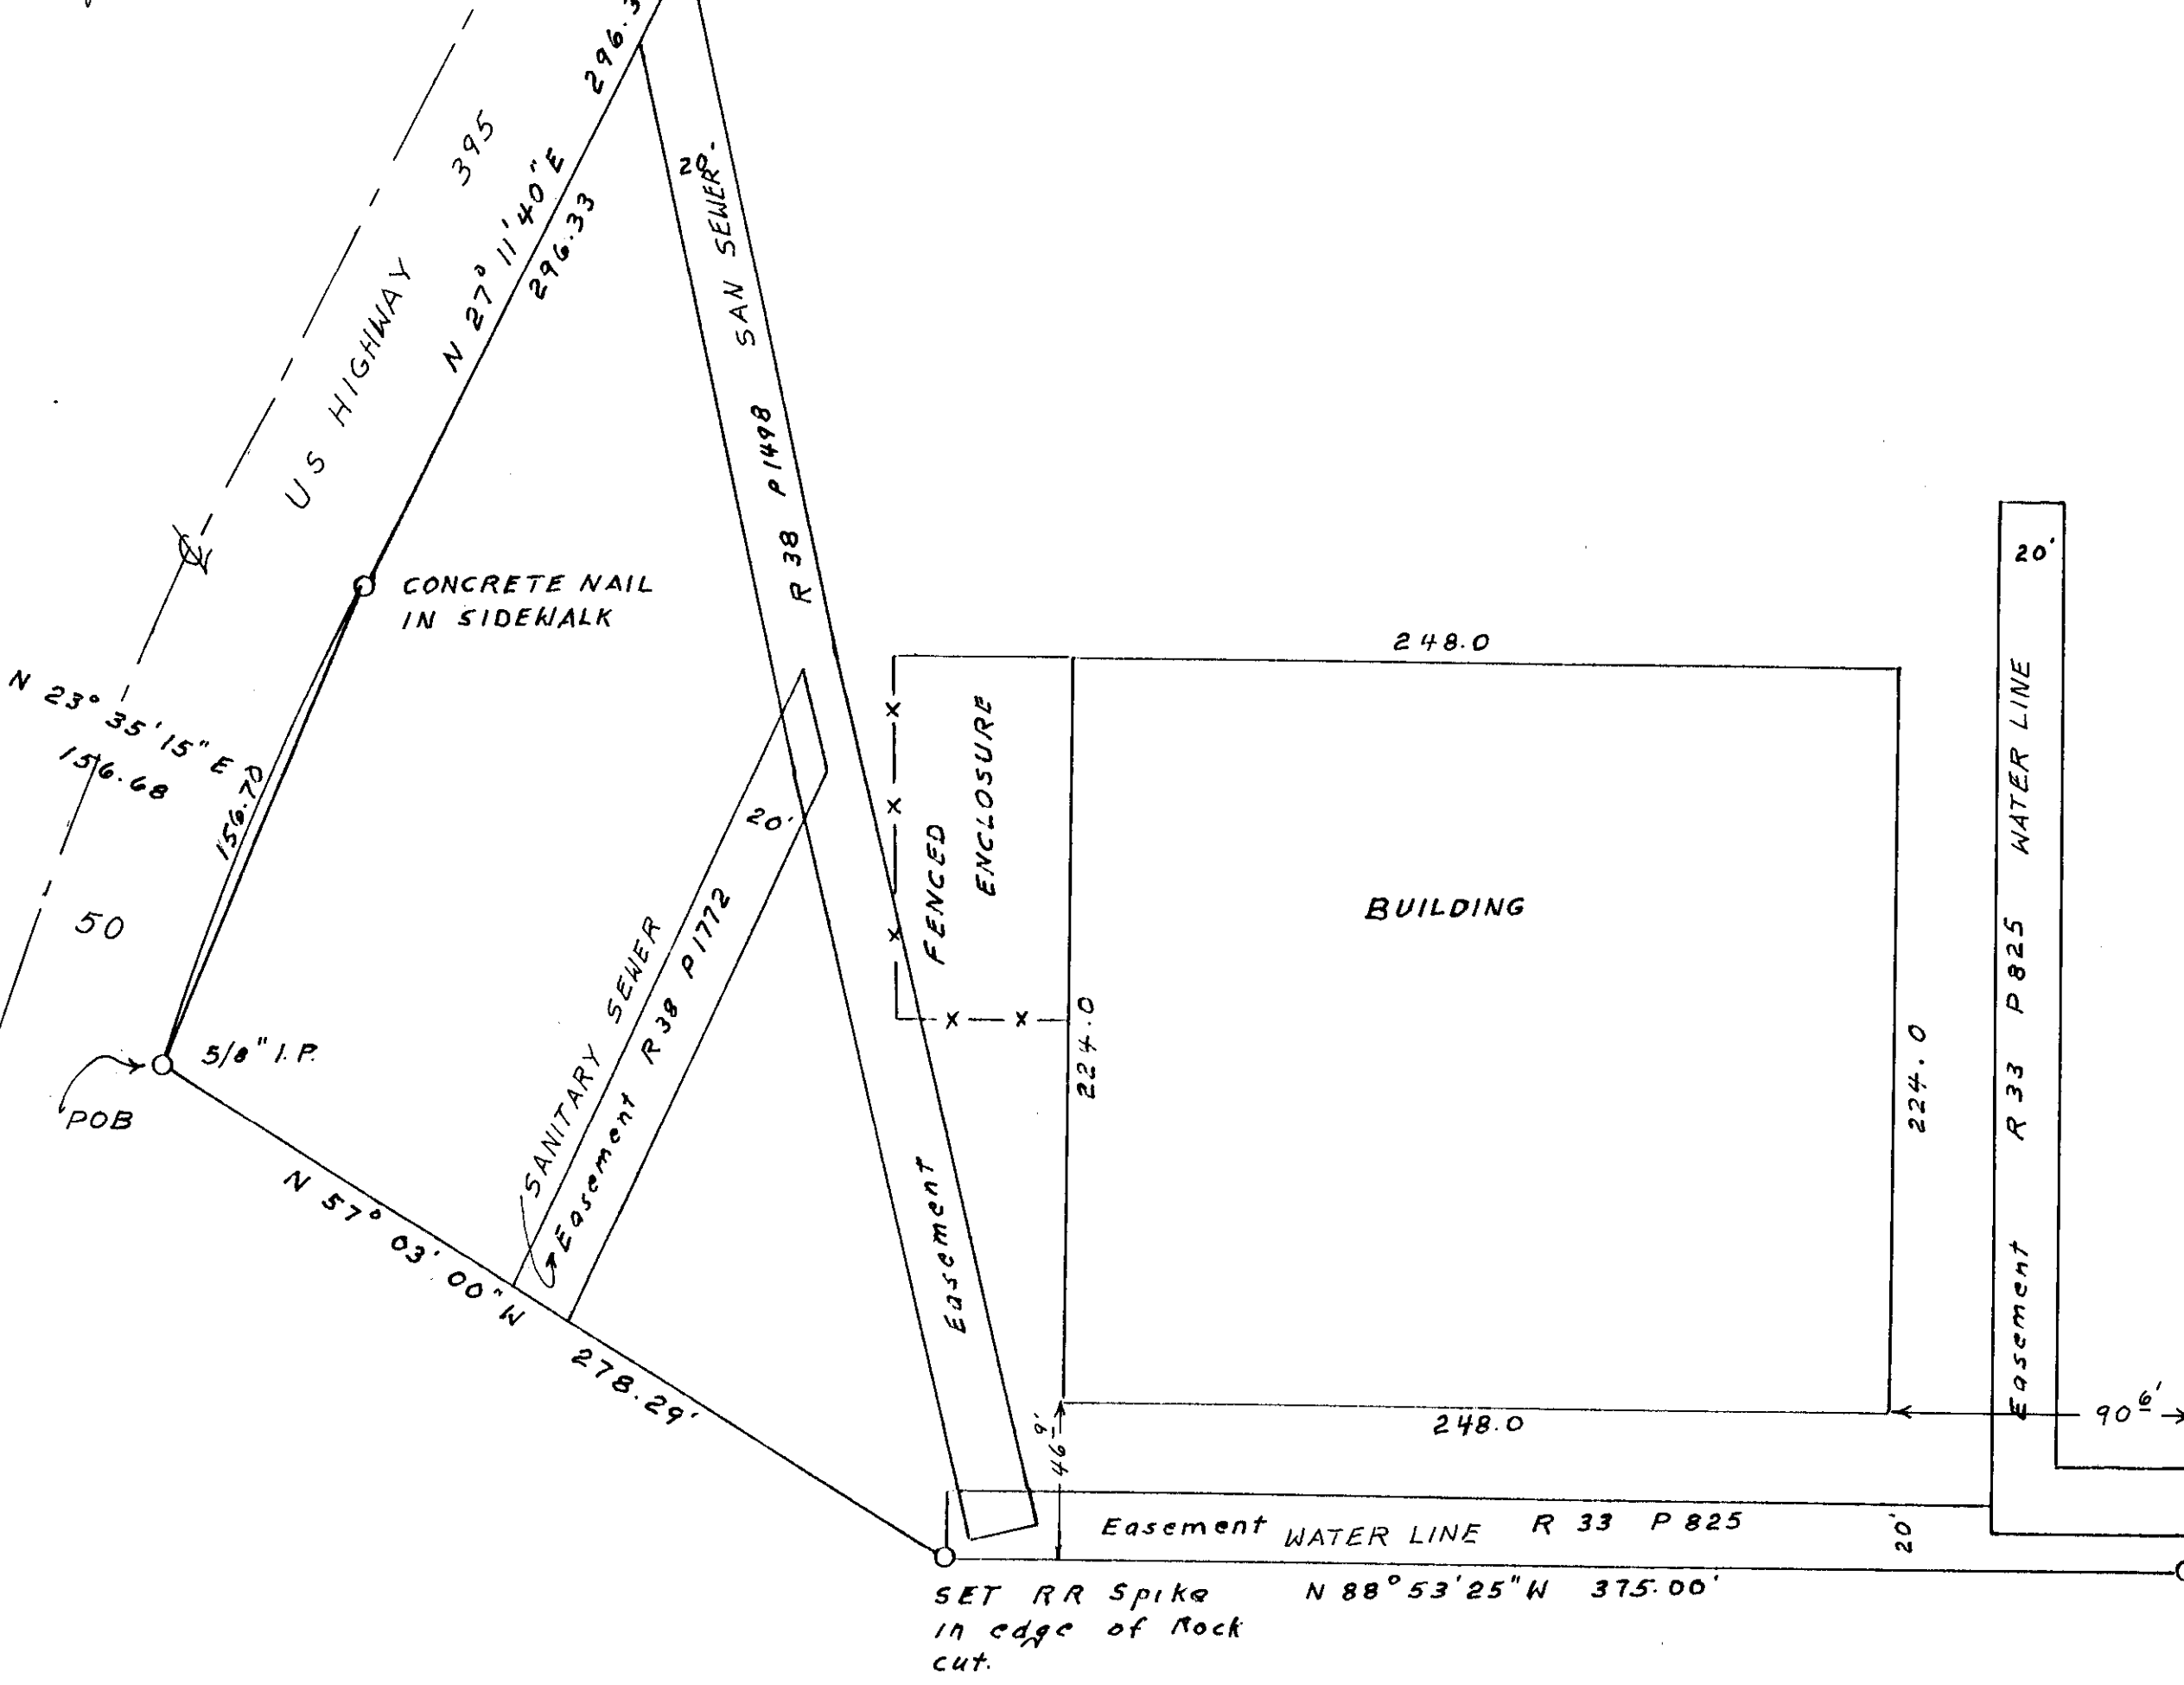 296.3
US HIGHWAY 395
N 27° 11' 40" E
296.33
20'
SAN SEWER
R 38 P 1498
Easement
℄
CONCRETE NAIL
IN SIDEWALK
N 23° 35' 15" E
156.68
156.70
50
5/8" I.P.
POB
SANITARY SEWER
Easement R 38 P 1772
20'
N 57° 03' 00" W
278.29'
FENCED
ENCLOSURE
x
x
x
x
x
248.0
BUILDING
224.0
224.0
248.0
46 9'
90 6'
20'
WATER LINE
R 33 P 825
Easement
Easement WATER LINE R 33 P 825
20'
SET RR Spike
in edge of Rock
cut.
N 88° 53' 25" W 375.00'